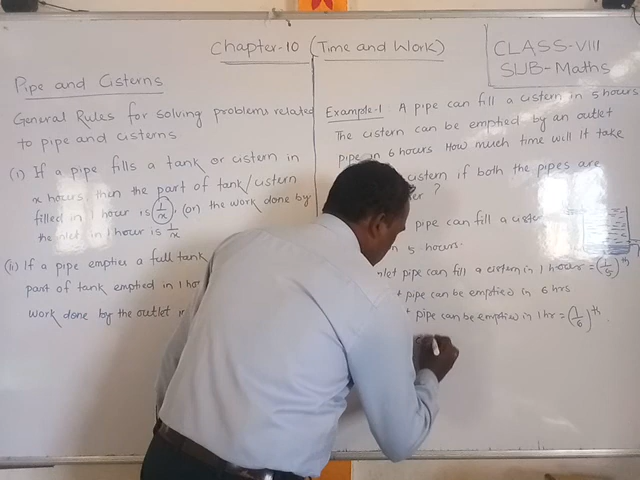 Chapter-10 (Time and Work)
CLASS-VIII
SUB-Maths
Pipe and Cisterns
General Rules for solving problems related
to pipe and cisterns
(i) If a pipe fills a tank or cistern in
x hours, then the part of tank/cistern
filled in 1 hour is 1/x, (on the work done by
the inlet in 1 hour is 1/x
(ii) If a pipe empties a full tank
part of tank emptied in 1 ho
work done by the outlet
Example-1 A pipe can fill a cistern in 5 hours
The cistern can be emptied by an outlet
pipe in 6 hours How much time will It take
cistern if both the pipes are
?
pipe can fill a ciste
n 5 hours.
nlet pipe can fill a cistern in 1 hour = (1/5)th
t pipe can be emptied in 6 hrs
t pipe can be emptied in 1 hr = (1/6)th.